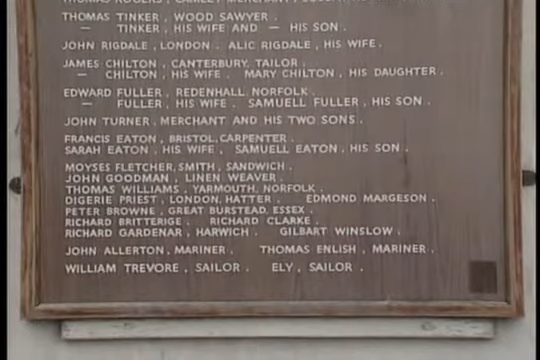 THOMAS ROGERS, CAMLET MERCHANT, JOSEPH
THOMAS TINKER, WOOD SAWYER.
— TINKER, HIS WIFE AND — HIS SON.
JOHN RIGDALE, LONDON. ALIC RIGDALE, HIS WIFE.
JAMES CHILTON, CANTERBURY, TAILOR.
— CHILTON, HIS WIFE. MARY CHILTON, HIS DAUGHTER.
EDWARD FULLER, REDENHALL, NORFOLK.
— FULLER, HIS WIFE. SAMUELL FULLER, HIS SON.
JOHN TURNER, MERCHANT AND HIS TWO SONS.
FRANCIS EATON, BRISTOL, CARPENTER.
SARAH EATON, HIS WIFE, SAMUELL EATON, HIS SON.
MOYSES FLETCHER, SMITH, SANDWICH.
JOHN GOODMAN, LINEN WEAVER.
THOMAS WILLIAMS, YARMOUTH, NORFOLK.
DIGERIE PRIEST, LONDON, HATTER. EDMOND MARGESON.
PETER BROWNE, GREAT BURSTEAD, ESSEX.
RICHARD BRITTERIGE. RICHARD CLARKE.
RICHARD GARDENAR, HARWICH. GILBART WINSLOW.
JOHN ALLERTON, MARINER. THOMAS ENLISH, MARINER.
WILLIAM TREVORE, SAILOR. ELY, SAILOR.